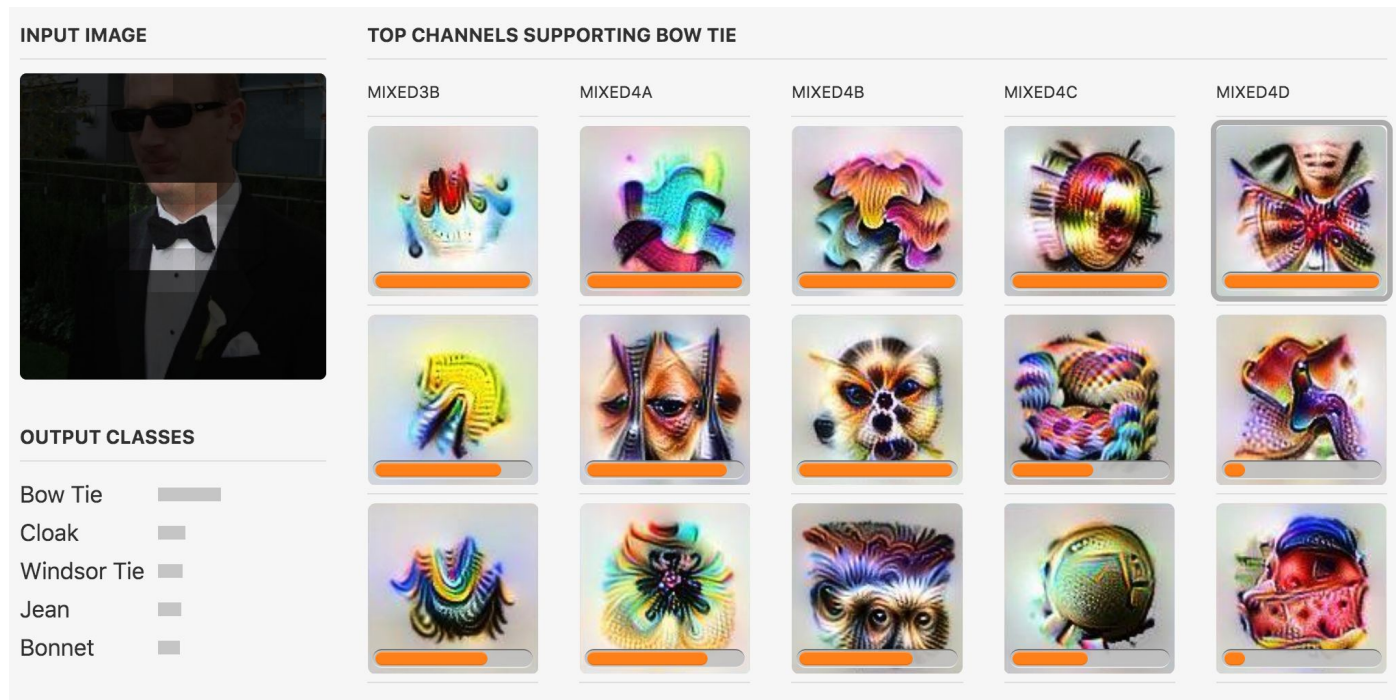 INPUT IMAGE
TOP CHANNELS SUPPORTING BOW TIE
MIXED3B
MIXED4A
MIXED4B
MIXED4C
MIXED4D
OUTPUT CLASSES
Bow Tie
Cloak
Windsor Tie
Jean
Bonnet